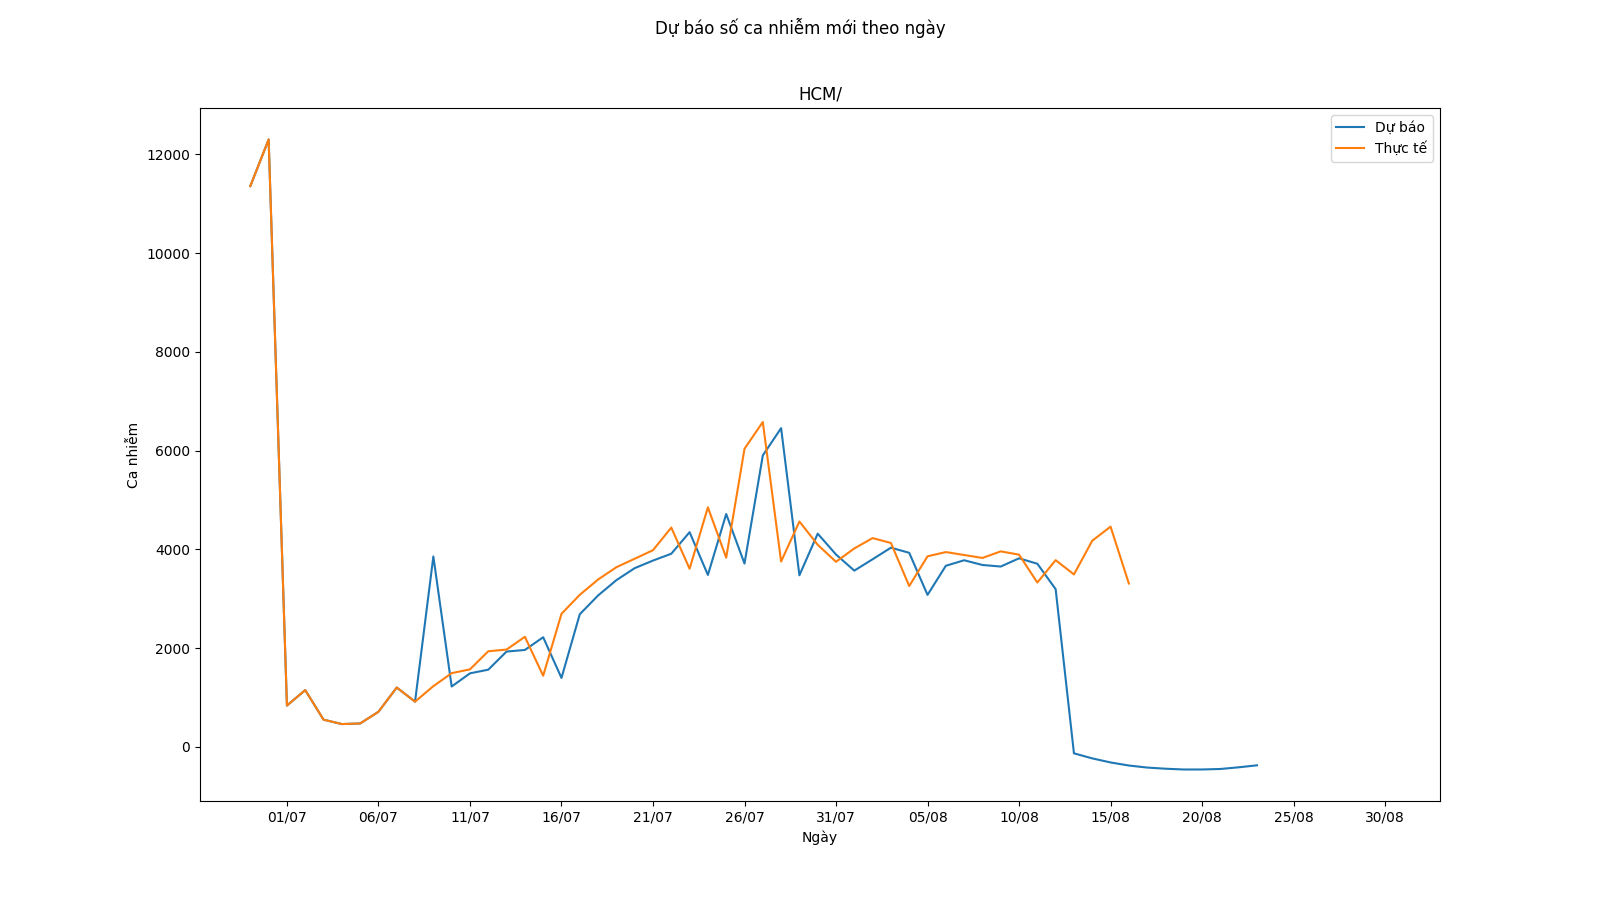 Dự báo số ca nhiễm mới theo ngày
HCM/
Dự báo
Thực tế
12000
10000
8000
6000
4000
2000
0
Ca nhiễm
01/07 06/07 11/07 16/07 21/07 26/07 31/07 05/08 10/08 15/08 20/08 25/08 30/08
Ngày